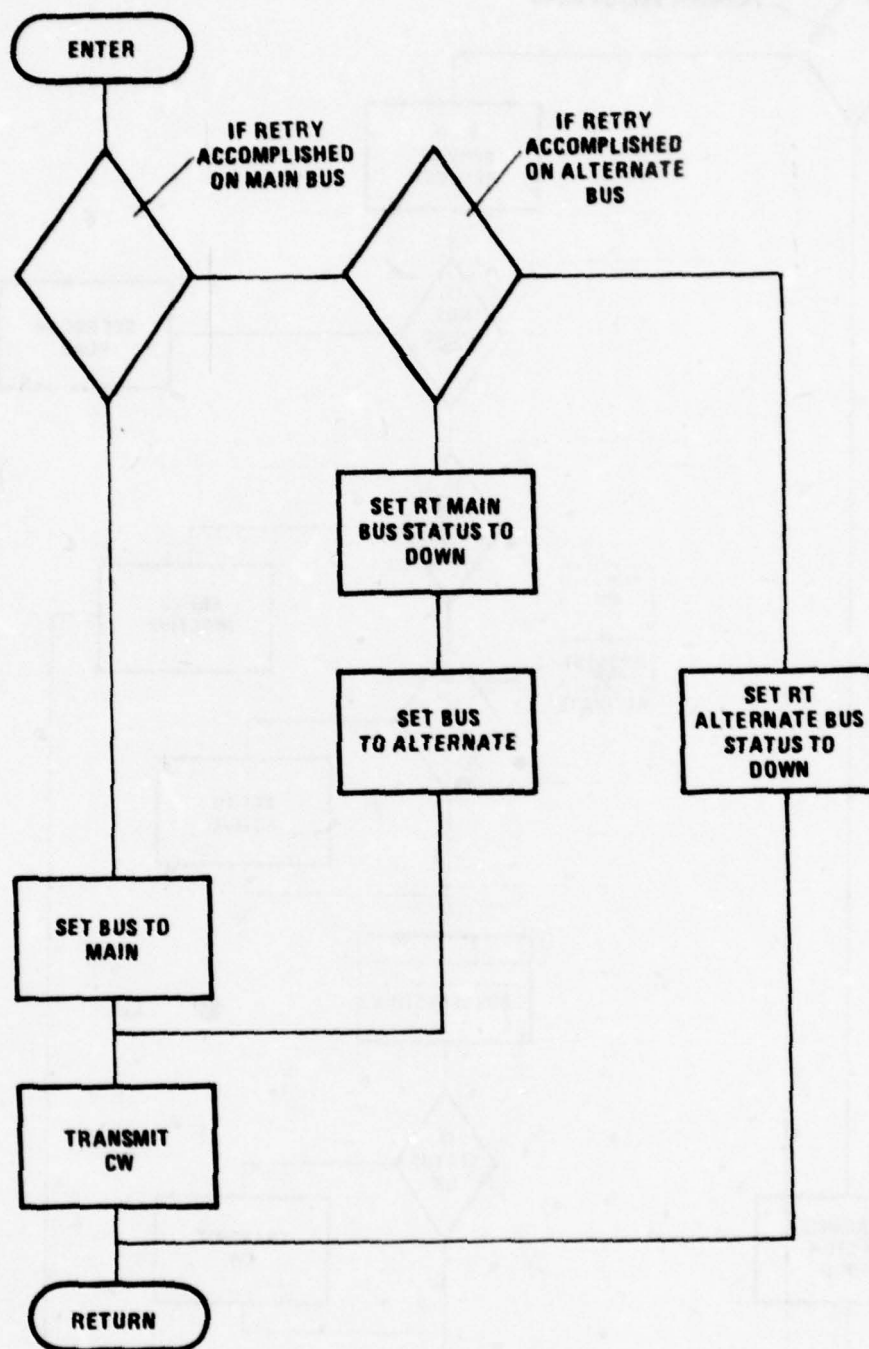 ENTER
IF RETRY
ACCOMPLISHED
ON MAIN BUS
IF RETRY
ACCOMPLISHED
ON ALTERNATE
BUS
SET RT MAIN
BUS STATUS TO
DOWN
SET BUS
TO ALTERNATE
SET RT
ALTERNATE BUS
STATUS TO
DOWN
SET BUS TO
MAIN
TRANSMIT
CW
RETURN